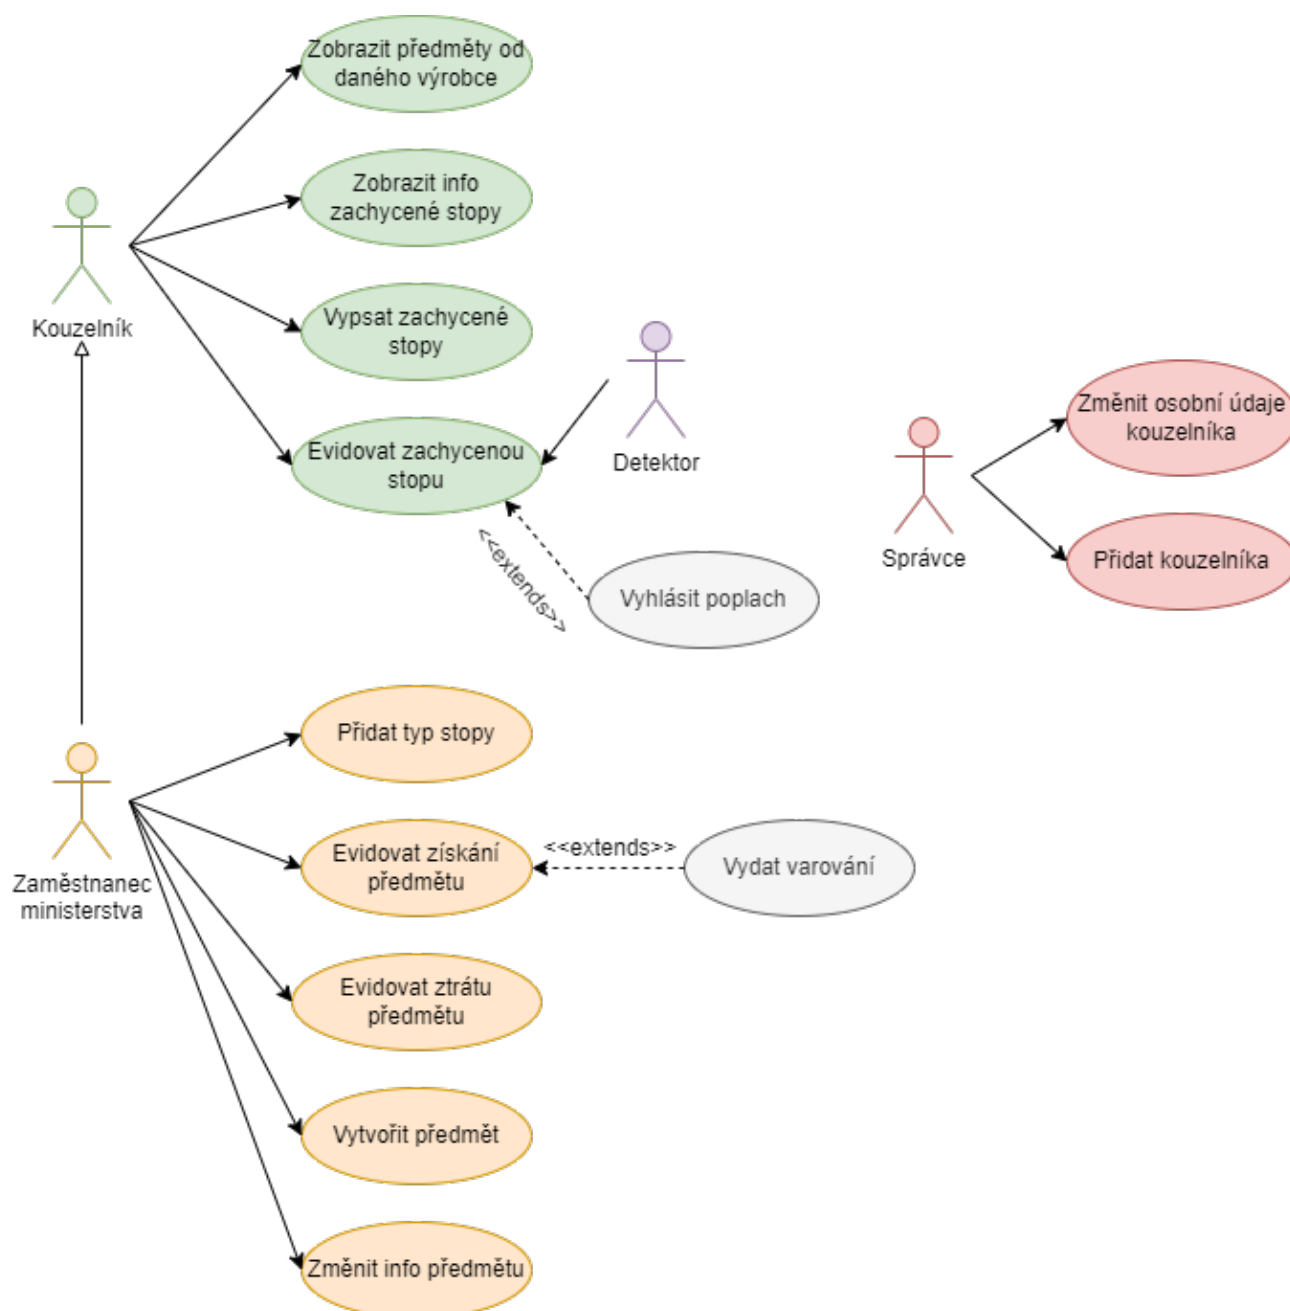 Zobrazit předměty od
daného výrobce
Zobrazit info
zachycené stopy
Kouzelník
Vypsat zachycené
stopy
Evidovat zachycenou
stopu
Detektor
<<extends>>
Vyhlásit poplach
Změnit osobní údaje
kouzelníka
Správce
Přidat kouzelníka
Přidat typ stopy
Zaměstnanec
ministerstva
Evidovat získání
předmětu
<<extends>>
Vydat varování
Evidovat ztrátu
předmětu
Vytvořit předmět
Změnit info předmětu